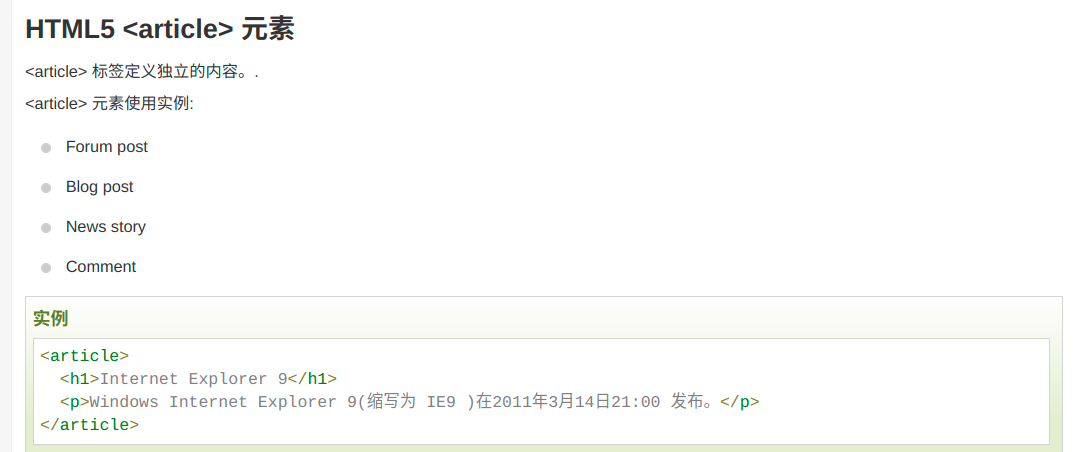 HTML5 <article> 元素
<article> 标签定义独立的内容。.
<article> 元素使用实例:
Forum post
Blog post
News story
Comment
实例
<article>
  <h1>Internet Explorer 9</h1>
  <p>Windows Internet Explorer 9(缩写为 IE9 )在2011年3月14日21:00 发布。</p>
</article>